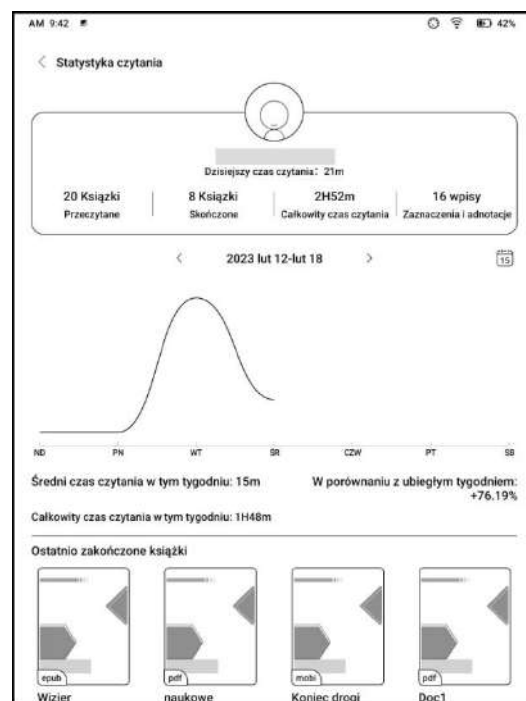 AM 9:42
42%
Statystyka czytania
Dzisiejszy czas czytania: 21m
20 Książki
Przeczytane
8 Książki
Skończone
2H52m
Całkowity czas czytania
16 wpisy
Zaznaczenia i adnotacje
2023 lut 12-lut 18
15
ND PN WT ŚR CZW PT SB
Średni czas czytania w tym tygodniu: 15m
W porównaniu z ubiegłym tygodniem:
+76.19%
Całkowity czas czytania w tym tygodniu: 1H48m
Ostatnio zakończone książki
epub
pdf
mobi
pdf
Wizier
naukowe
Koniec drogi
Doc1